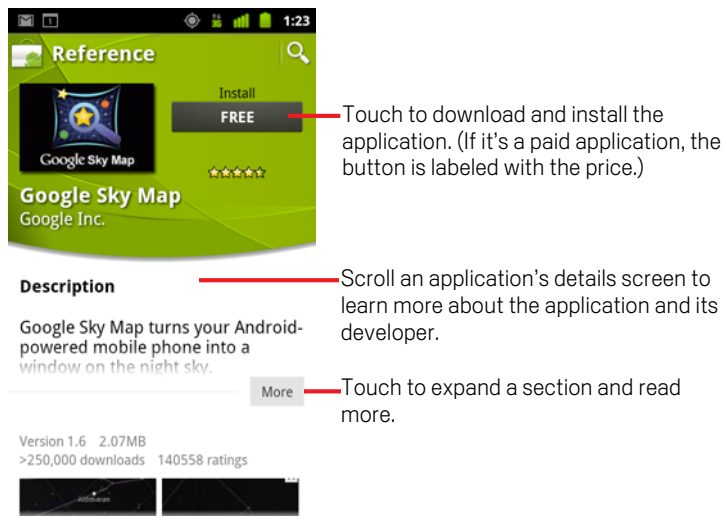 1 1:23
Reference
Install
FREE
Google Sky Map
Google Sky Map
Google Inc.
Touch to download and install the
application. (If it's a paid application, the
button is labeled with the price.)
Description
Google Sky Map turns your Android-
powered mobile phone into a
window on the night sky.
Scroll an application's details screen to
learn more about the application and its
developer.
More
Touch to expand a section and read
more.
Version 1.6 2.07MB
>250,000 downloads 140558 ratings
Aldebaran